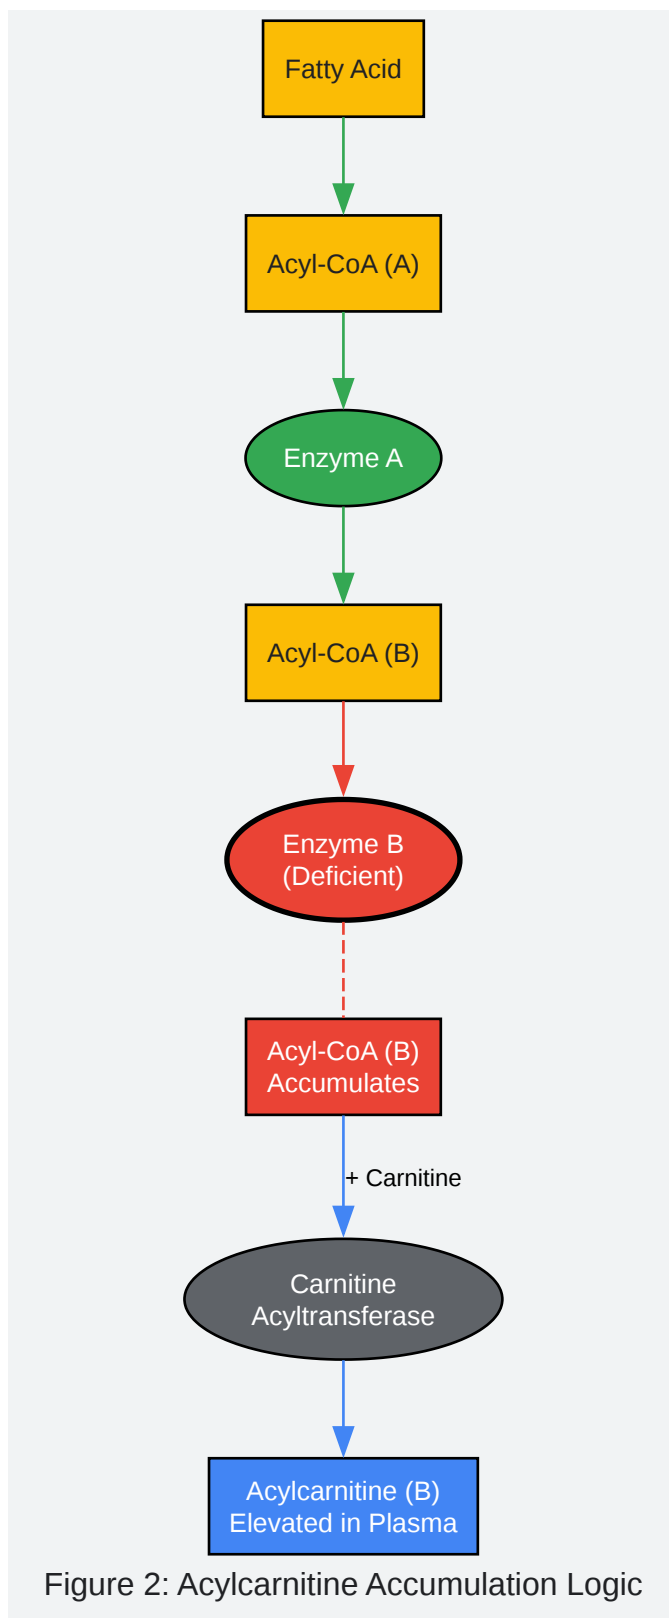 Fatty Acid
Acyl-CoA (A)
Enzyme A
Acyl-CoA (B)
Enzyme B
(Deficient)
Acyl-CoA (B)
Accumulates
+ Carnitine
Carnitine
Acyltransferase
Acylcarnitine (B)
Elevated in Plasma
Figure 2: Acylcarnitine Accumulation Logic